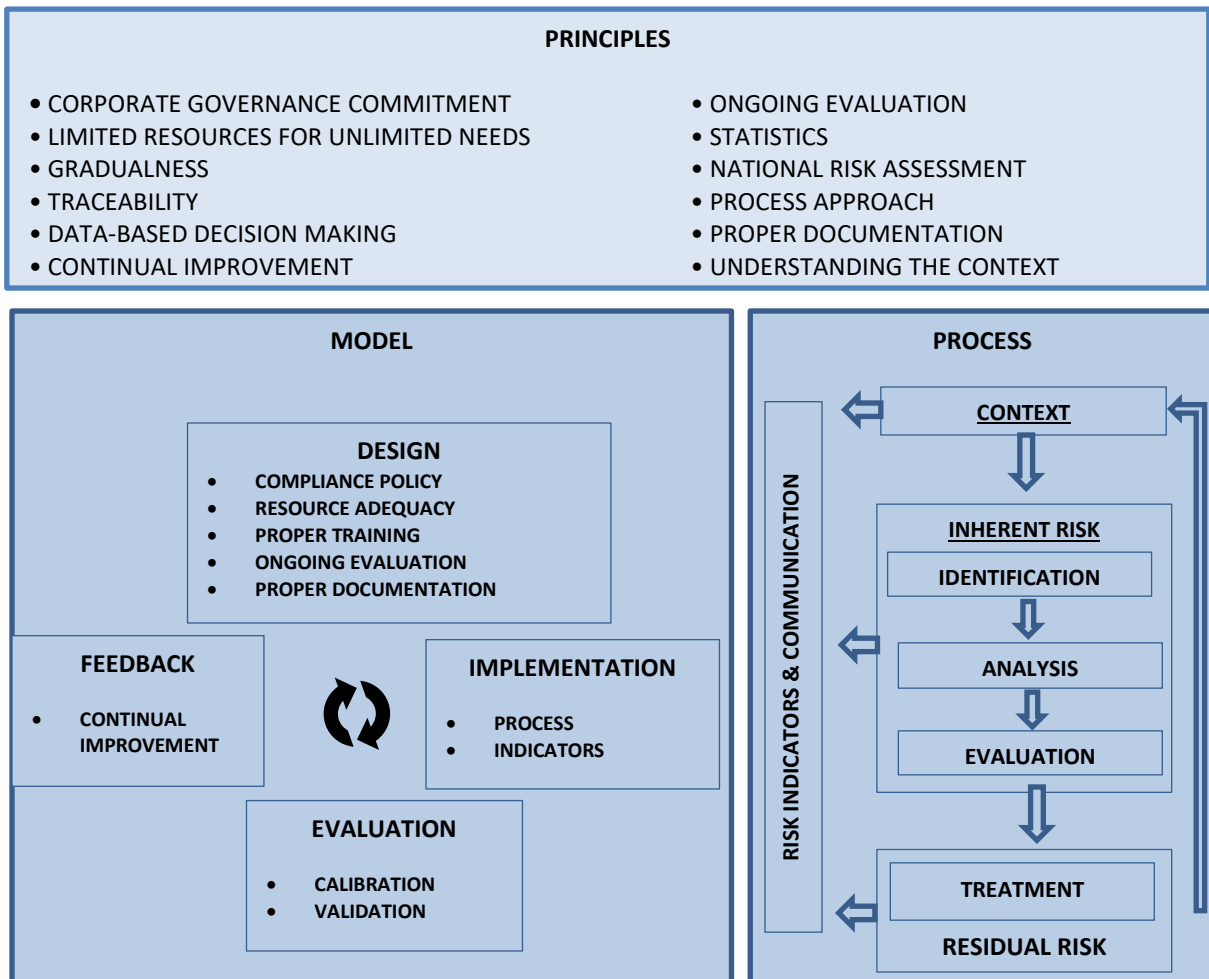 PRINCIPLES
• CORPORATE GOVERNANCE COMMITMENT
• LIMITED RESOURCES FOR UNLIMITED NEEDS
• GRADUALNESS
• TRACEABILITY
• DATA-BASED DECISION MAKING
• CONTINUAL IMPROVEMENT
• ONGOING EVALUATION
• STATISTICS
• NATIONAL RISK ASSESSMENT
• PROCESS APPROACH
• PROPER DOCUMENTATION
• UNDERSTANDING THE CONTEXT
MODEL
DESIGN
• COMPLIANCE POLICY
• RESOURCE ADEQUACY
• PROPER TRAINING
• ONGOING EVALUATION
• PROPER DOCUMENTATION
FEEDBACK
• CONTINUAL
IMPROVEMENT
IMPLEMENTATION
• PROCESS
• INDICATORS
EVALUATION
• CALIBRATION
• VALIDATION
PROCESS
RISK INDICATORS & COMMUNICATION
CONTEXT
INHERENT RISK
IDENTIFICATION
ANALYSIS
EVALUATION
TREATMENT
RESIDUAL RISK